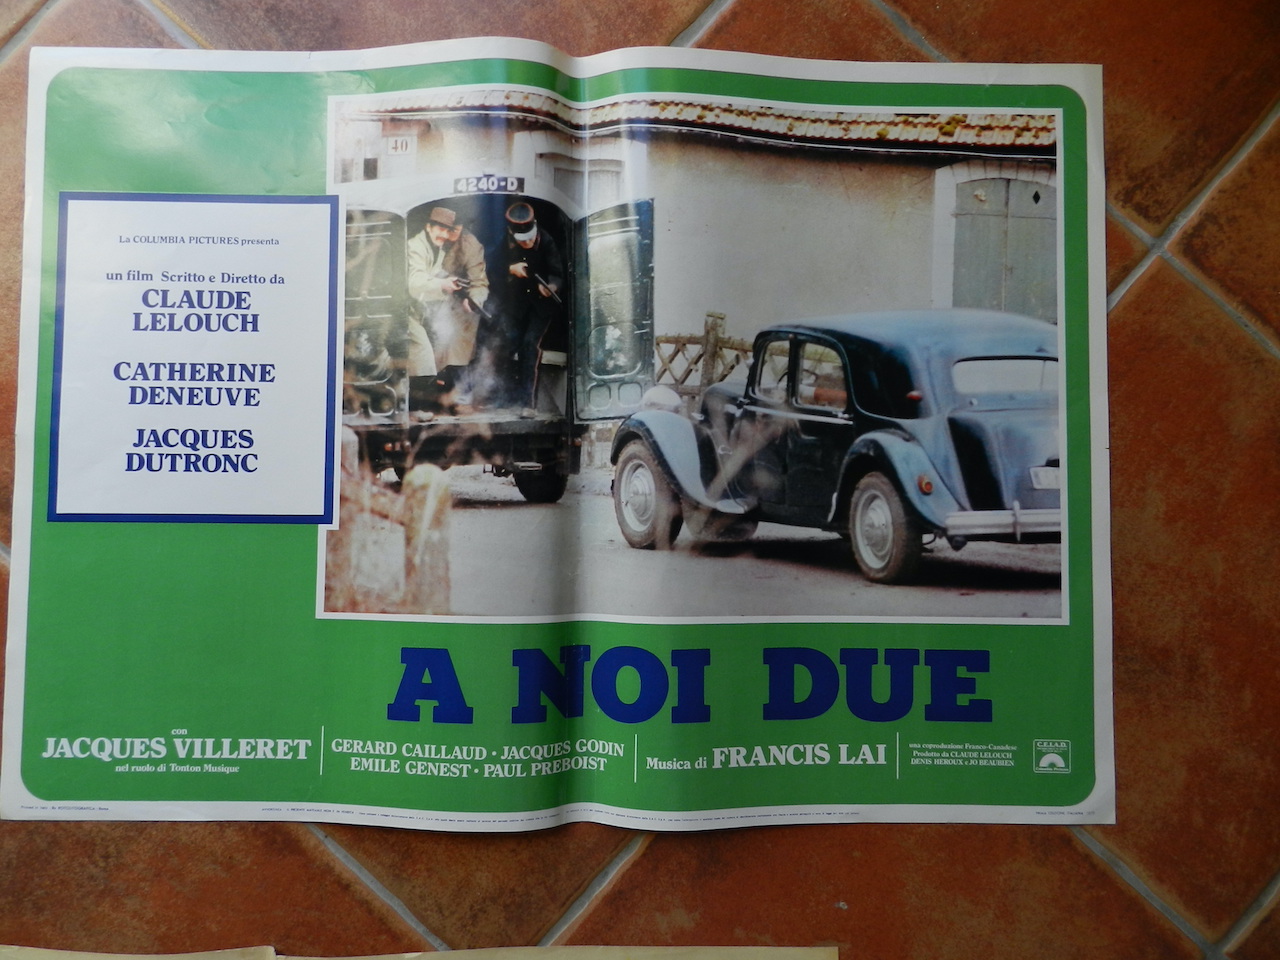 40
4240-D
La COLUMBIA PICTURES presenta
un film Scritto e Diretto da
CLAUDE
LELOUCH
CATHERINE
DENEUVE
JACQUES
DUTRONC
A NOI DUE
con
JACQUES VILLERET
nel ruolo di Tonton Musique
GERARD CAILLAUD · JACQUES GODIN
EMILE GENEST · PAUL PREBOIST
Musica di FRANCIS LAI
una coproduzione Franco-Canadese
Prodotto da CLAUDE LELOUCH
DENIS HEROUX e JO BEAUBIEN
C.E.I.A.D.